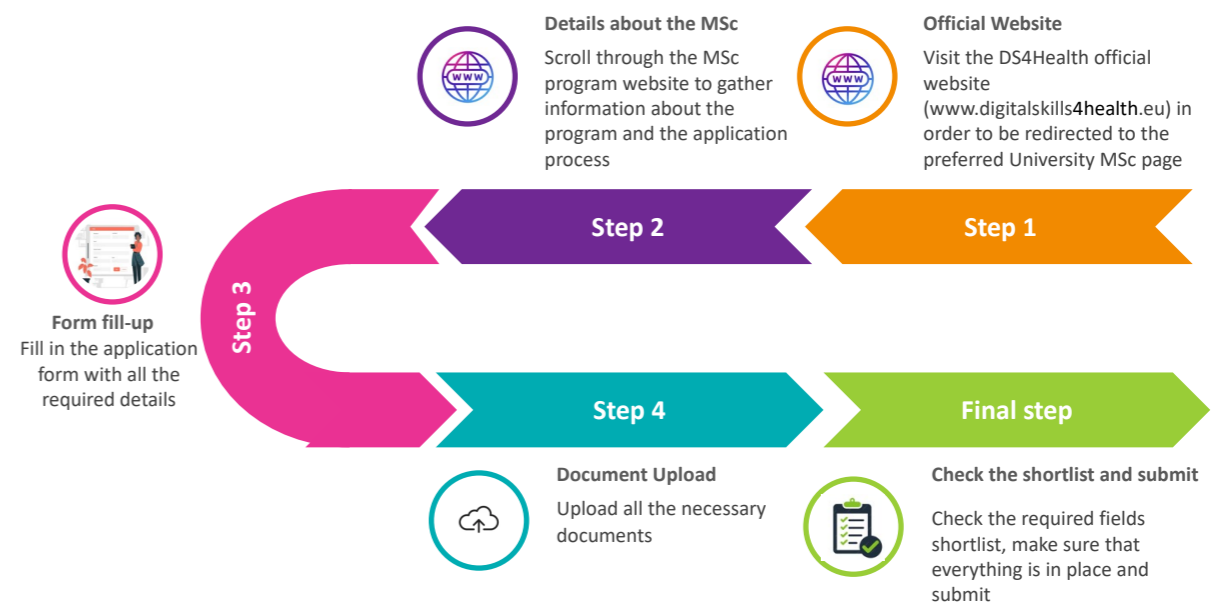 Official Website
Visit the DS4Health official
website
(www.digitalskills4health.eu) in
order to be redirected to the
preferred University MSc page
Step 1
Details about the MSc
Scroll through the MSc
program website to gather
information about the
program and the application
process
Step 2
Step 3
Form fill-up
Fill in the application
form with all the
required details
Step 4
Document Upload
Upload all the necessary
documents
Final step
Check the shortlist and submit
Check the required fields
shortlist, make sure that
everything is in place and
submit
WWW
WWW